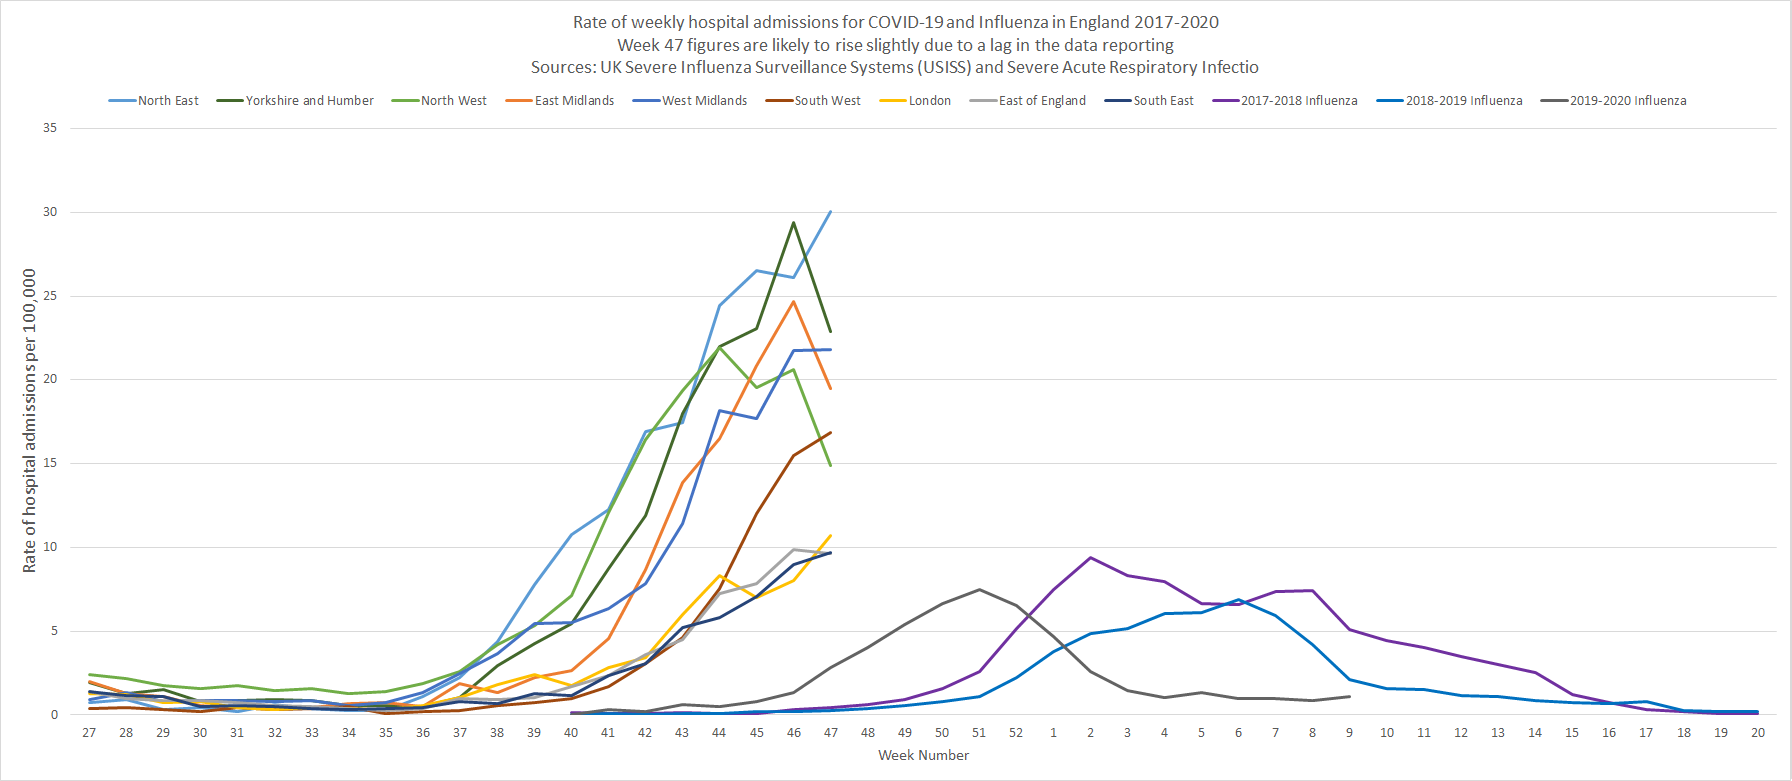 Rate of weekly hospital admissions for COVID-19 and Influenza in England 2017-2020
Week 47 figures are likely to rise slightly due to a lag in the data reporting
Sources: UK Severe Influenza Surveillance Systems (USISS) and Severe Acute Respiratory Infectio
North East Yorkshire and Humber North West East Midlands West Midlands South West London East of England South East 2017-2018 Influenza 2018-2019 Influenza 2019-2020 Influenza
Rate of hospital admissions per 100,000
35
30
25
20
15
10
5
0
27 28 29 30 31 32 33 34 35 36 37 38 39 40 41 42 43 44 45 46 47 48 49 50 51 52 1 2 3 4 5 6 7 8 9 10 11 12 13 14 15 16 17 18 19 20
Week Number